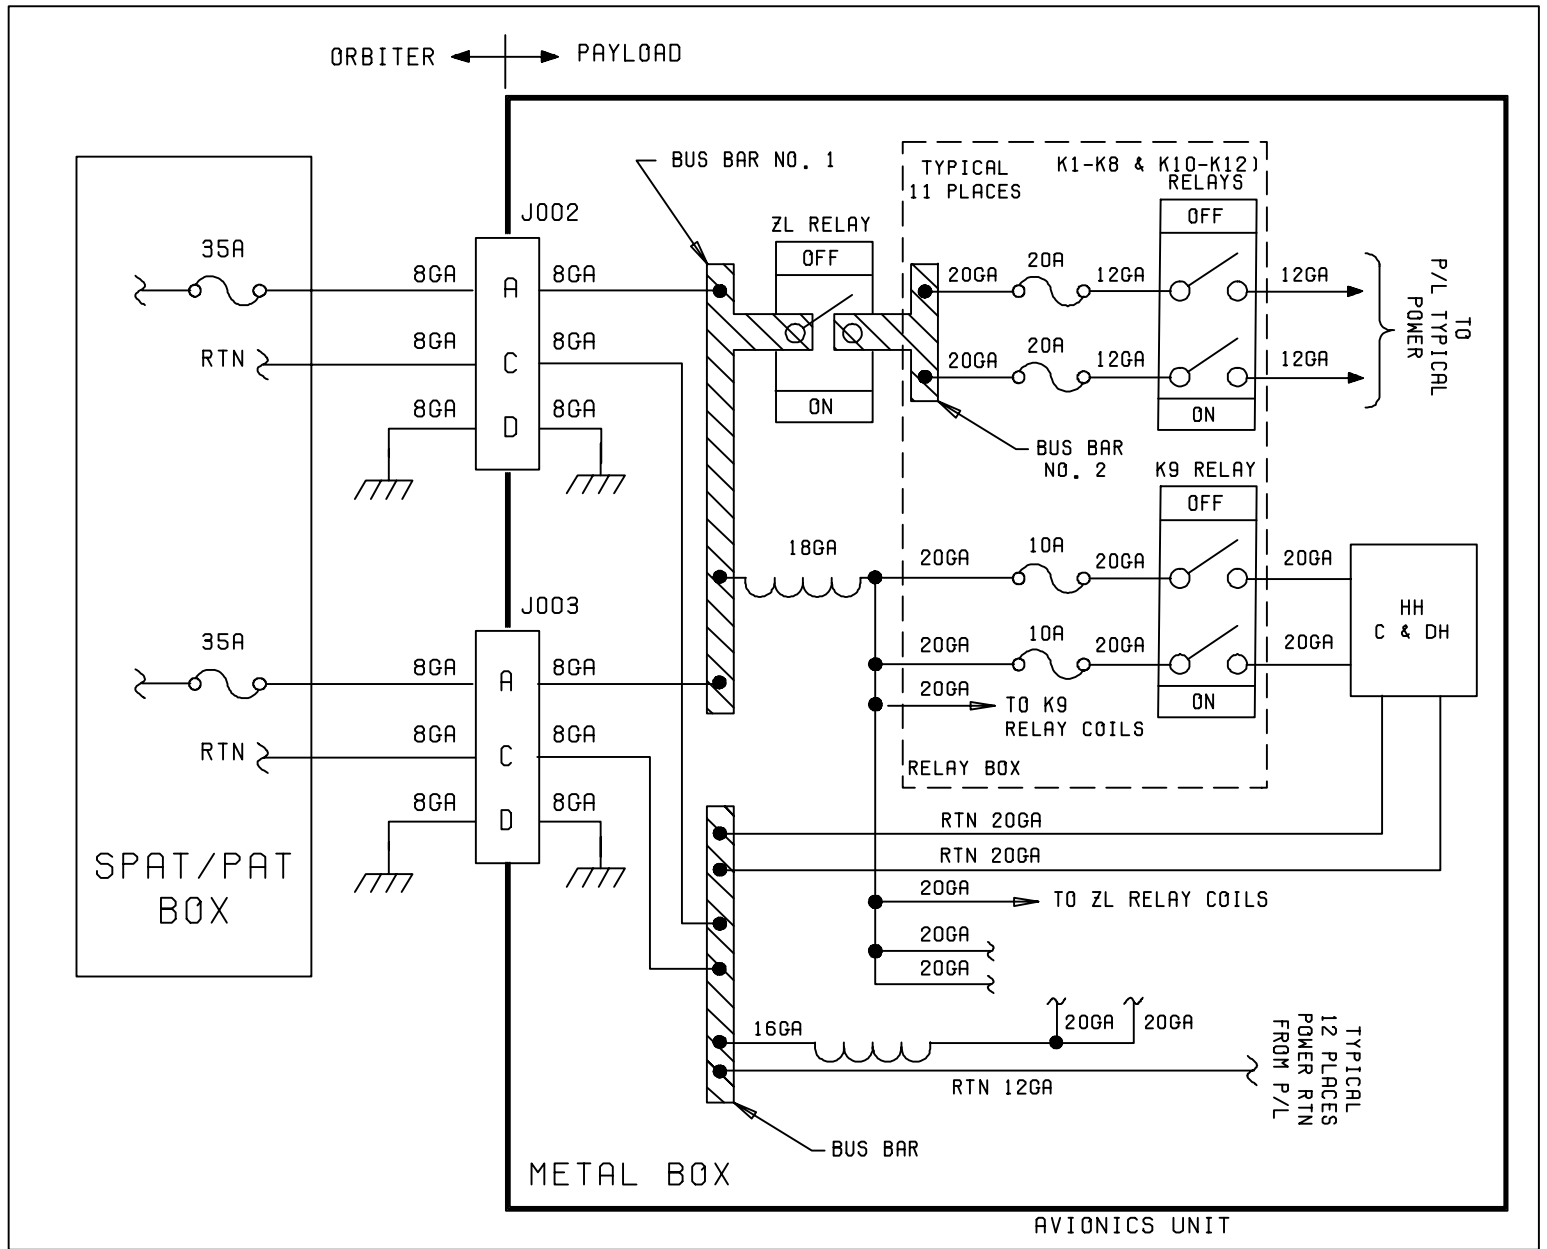 ORBITER
PAYLOAD
BUS BAR NO. 1
TYPICAL
11 PLACES
K1-K8 & K10-K12)
RELAYS
J002
ZL RELAY
OFF
OFF
35A
8GA
A
8GA
20GA
20A
12GA
12GA
RTN
8GA
C
8GA
20GA
20A
12GA
12GA
TO
P/L TYPICAL
POWER
8GA
D
8GA
ON
ON
BUS BAR
NO. 2
K9 RELAY
OFF
18GA
20GA
10A
20GA
20GA
HH
C & DH
J003
35A
8GA
A
8GA
20GA
10A
20GA
20GA
20GA
TO K9
RELAY COILS
ON
RTN
8GA
C
8GA
RELAY BOX
8GA
D
8GA
RTN 20GA
RTN 20GA
SPAT/PAT
BOX
20GA
TO ZL RELAY COILS
20GA
20GA
16GA
20GA
20GA
RTN 12GA
TYPICAL
12 PLACES
POWER RTN
FROM P/L
BUS BAR
METAL BOX
AVIONICS UNIT